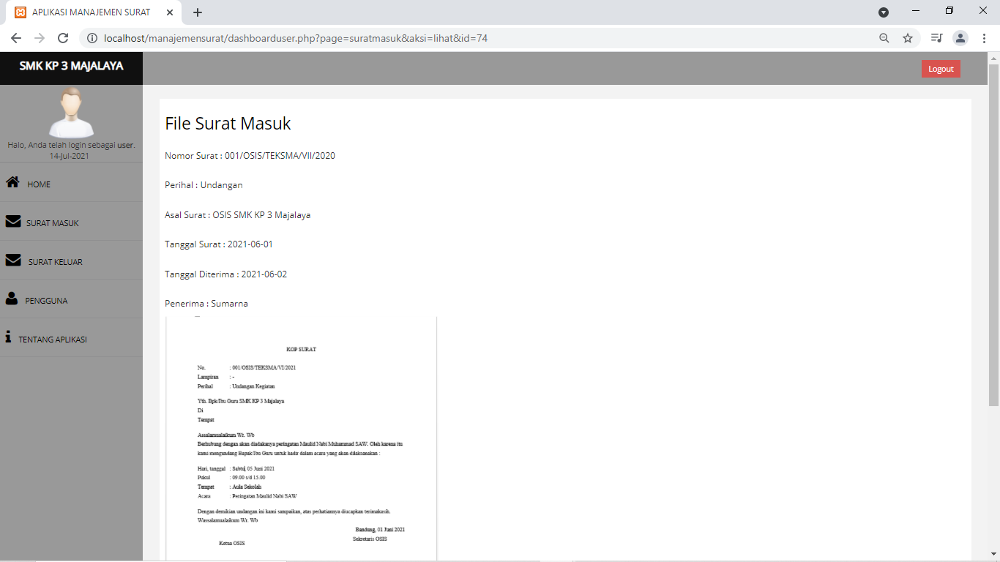 APLIKASI MANAJEMEN SURAT
localhost/manajemensurat/dashboarduser.php?page=suratmasuk&aksi=lihat&id=74
SMK KP 3 MAJALAYA
Logout
Halo, Anda telah login sebagai user.
14-Jul-2021
HOME
SURAT MASUK
SURAT KELUAR
PENGGUNA
TENTANG APLIKASI
File Surat Masuk
Nomor Surat : 001/OSIS/TEKSMA/VII/2020
Perihal : Undangan
Asal Surat : OSIS SMK KP 3 Majalaya
Tanggal Surat : 2021-06-01
Tanggal Diterima : 2021-06-02
Penerima : Sumarna
KOP SURAT
No. : 001/OSIS/TEKSMA/VI/2021
Lampiran : -
Perihal : Undangan Kegiatan
Yth. Bpk/Ibu Guru SMK KP 3 Majalaya
Di
Tempat
Assalamualaikum Wr. Wb
Berhubung dengan akan diadakanya peringatan Maulid Nabi Muhammad SAW. Oleh karena itu
kami mengundang Bapak/Ibu Guru untuk hadir dalam acara yang akan dilaksanakan :
Hari, tanggal : Sabtu, 05 Juni 2021
Pukul : 09.00 s/d 15.00
Tempat : Aula Sekolah
Acara : Peringatan Maulid Nabi SAW
Dengan demikian undangan ini kami sampaikan, atas perhatiannya diucapkan terimakasih.
Wassalamualaikum Wr. Wb
Bandung, 01 Juni 2021
Sekretaris OSIS
Ketua OSIS